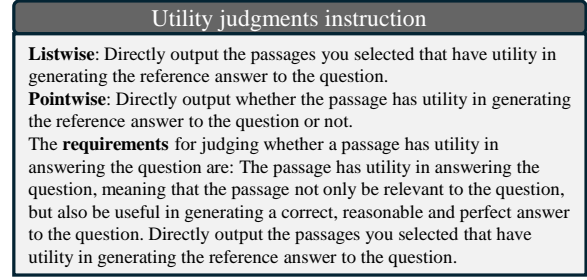 Utility judgments instruction
Listwise: Directly output the passages you selected that have utility in
generating the reference answer to the question.
Pointwise: Directly output whether the passage has utility in generating
the reference answer to the question or not.
The requirements for judging whether a passage has utility in
answering the question are: The passage has utility in answering the
question, meaning that the passage not only be relevant to the question,
but also be useful in generating a correct, reasonable and perfect answer
to the question. Directly output the passages you selected that have
utility in generating the reference answer to the question.